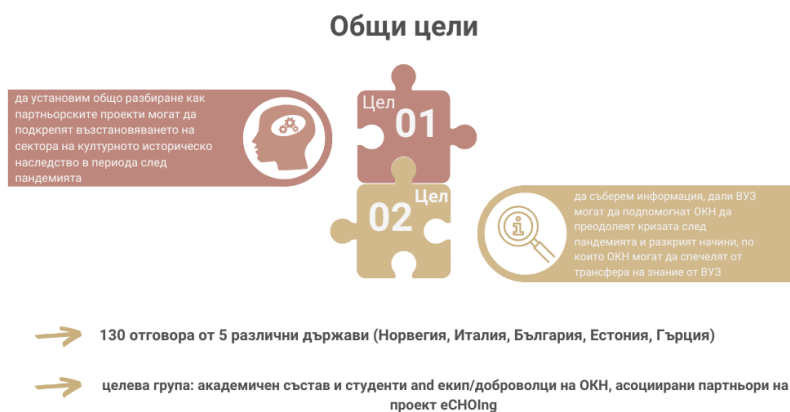 Общи цели
да установим общо разбиране как
партньорските проекти могат да
подкрепят възстановяването на
сектора на културното историческо
наследство в периода след
пандемията
Цел
01
Цел
02
да съберем информация, дали ВУЗ
могат да подпомогнат ОКН да
преодолеят кризата след
пандемията и разкрият начини, по
които ОКН могат да спечелят от
трансфера на знание от ВУЗ
130 отговора от 5 различни държави (Норвегия, Италия, България, Естония, Гърция)
целева група: академичен състав и студенти and екип/доброволци на ОКН, асоциирани партньори на
проект eCHOIng